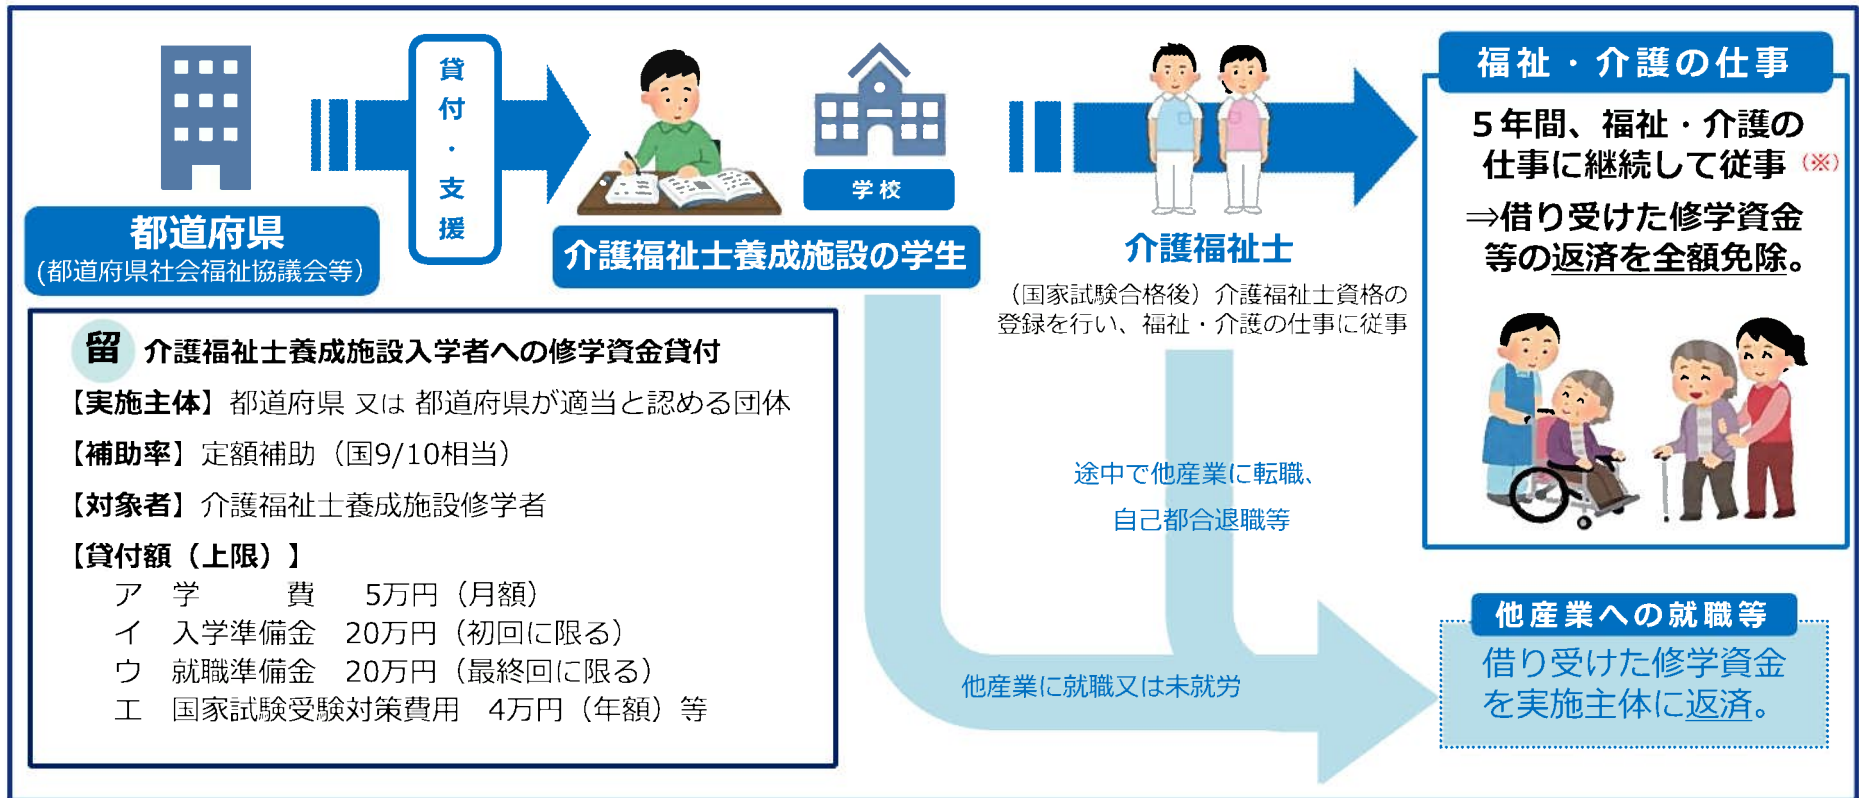 都道府県
(都道府県社会福祉協議会等)
貸付・支援
学校
介護福祉士養成施設の学生
介護福祉士
（国家試験合格後）介護福祉士資格の
登録を行い、福祉・介護の仕事に従事
福祉・介護の仕事
５年間、福祉・介護の
仕事に継続して従事（※）
⇒借り受けた修学資金
等の返済を全額免除。
留 介護福祉士養成施設入学者への修学資金貸付
【実施主体】都道府県 又は 都道府県が適当と認める団体
【補助率】定額補助（国9/10相当）
【対象者】介護福祉士養成施設修学者
【貸付額（上限）】
ア 学　　費 5万円（月額）
イ 入学準備金 20万円（初回に限る）
ウ 就職準備金 20万円（最終回に限る）
エ 国家試験受験対策費用 4万円（年額）等
途中で他産業に転職、
自己都合退職等
他産業に就職又は未就労
他産業への就職等
借り受けた修学資金
を実施主体に返済。